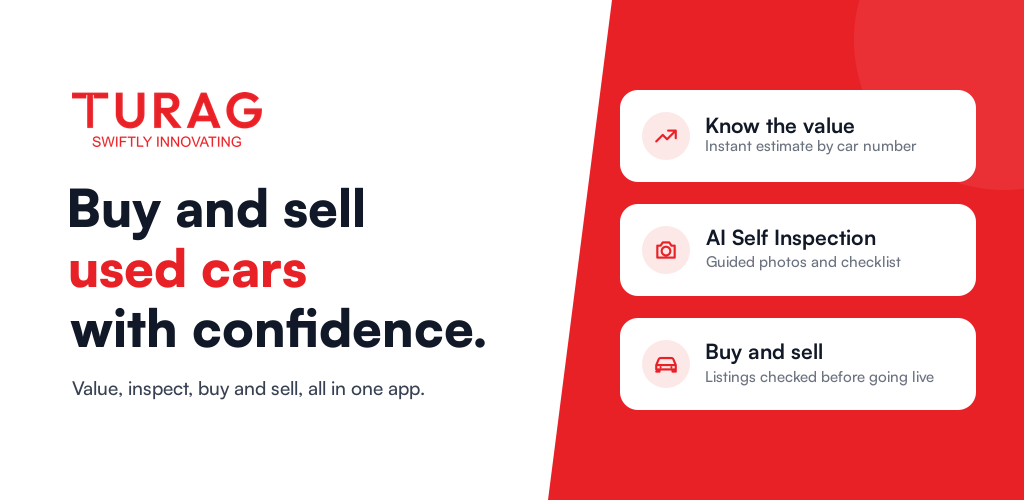 TURAG
SWIFTLY INNOVATING
Buy and sell
used cars
with confidence.
Value, inspect, buy and sell, all in one app.
Know the value
Instant estimate by car number
AI Self Inspection
Guided photos and checklist
Buy and sell
Listings checked before going live